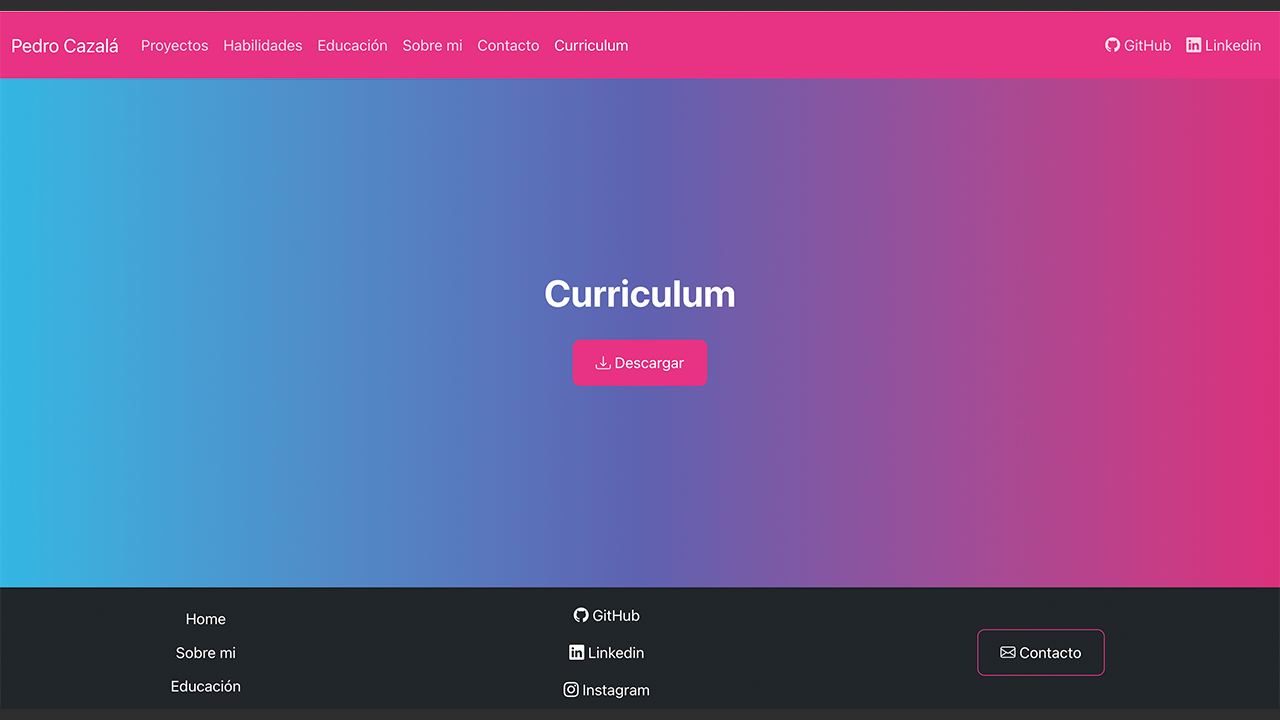 Pedro Cazalá Proyectos Habilidades Educación Sobre mi Contacto Curriculum GitHub Linkedin
Curriculum
Descargar
Home
Sobre mi
Educación
GitHub
Linkedin
Instagram
Contacto